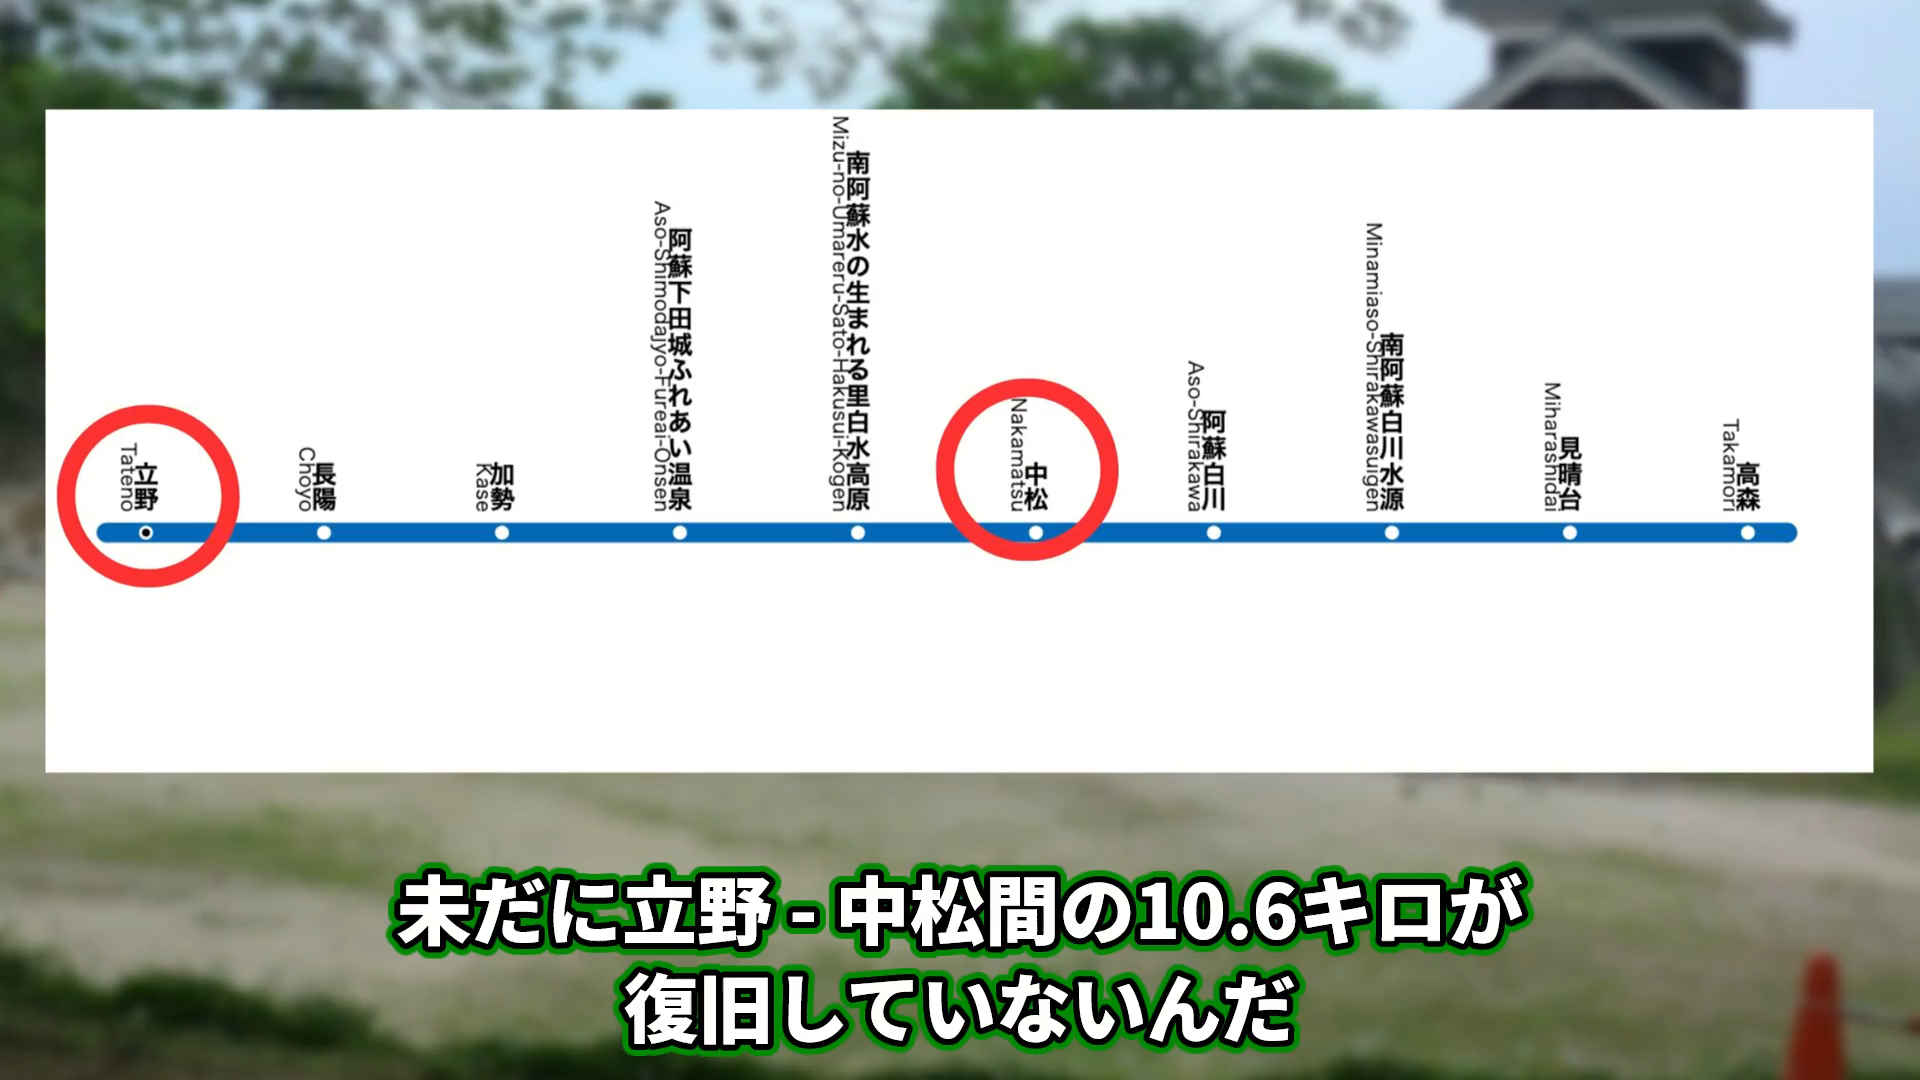 立野
Tateno
長陽
Choyo
加勢
Kase
阿蘇下田城ふれあい温泉
Aso-Shimodajyo-Fureai-Onsen
南阿蘇水の生まれる里白水高原
Mizu-no-Umareru-Sato-Hakusui-Kogen
中松
Nakamatsu
阿蘇白川
Aso-Shirakawa
南阿蘇白川水源
Minamiaso-Shirakawasuigen
見晴台
Miharashidai
高森
Takamori
未だに立野 - 中松間の10.6キロが
復旧していないんだ